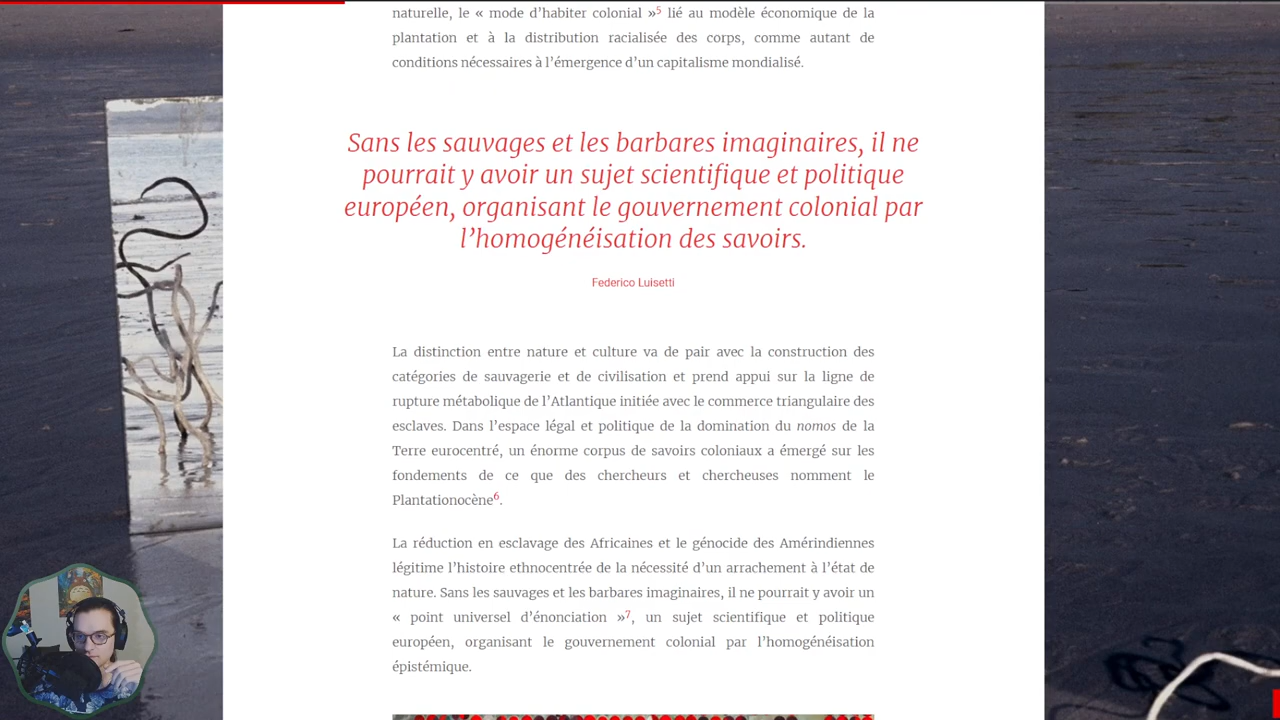 naturelle, le « mode d’habiter colonial »5 lié au modèle économique de la
plantation et à la distribution racialisée des corps, comme autant de
conditions nécessaires à l’émergence d’un capitalisme mondialisé.
Sans les sauvages et les barbares imaginaires, il ne
pourrait y avoir un sujet scientifique et politique
européen, organisant le gouvernement colonial par
l’homogénéisation des savoirs.
Federico Luisetti
La distinction entre nature et culture va de pair avec la construction des
catégories de sauvagerie et de civilisation et prend appui sur la ligne de
rupture métabolique de l’Atlantique initiée avec le commerce triangulaire des
esclaves. Dans l’espace légal et politique de la domination du nomos de la
Terre eurocentré, un énorme corpus de savoirs coloniaux a émergé sur les
fondements de ce que des chercheurs et chercheuses nomment le
Plantationocène6.
La réduction en esclavage des Africaines et le génocide des Amérindiennes
légitime l’histoire ethnocentrée de la nécessité d’un arrachement à l’état de
nature. Sans les sauvages et les barbares imaginaires, il ne pourrait y avoir un
« point universel d’énonciation »7, un sujet scientifique et politique
européen, organisant le gouvernement colonial par l’homogénéisation
épistémique.